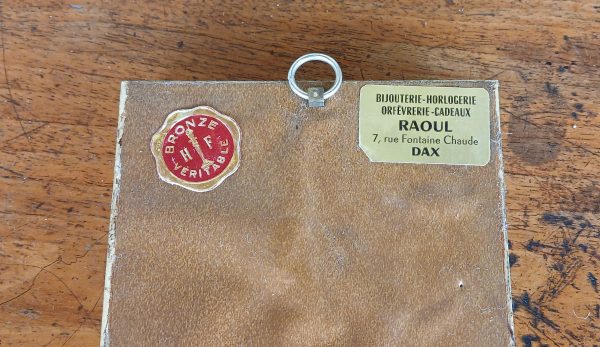 BRONZE
H F
VÉRITABLE
BIJOUTERIE-HORLOGERIE
ORFÈVRERIE-CADEAUX
RAOUL
7, rue Fontaine Chaude
DAX